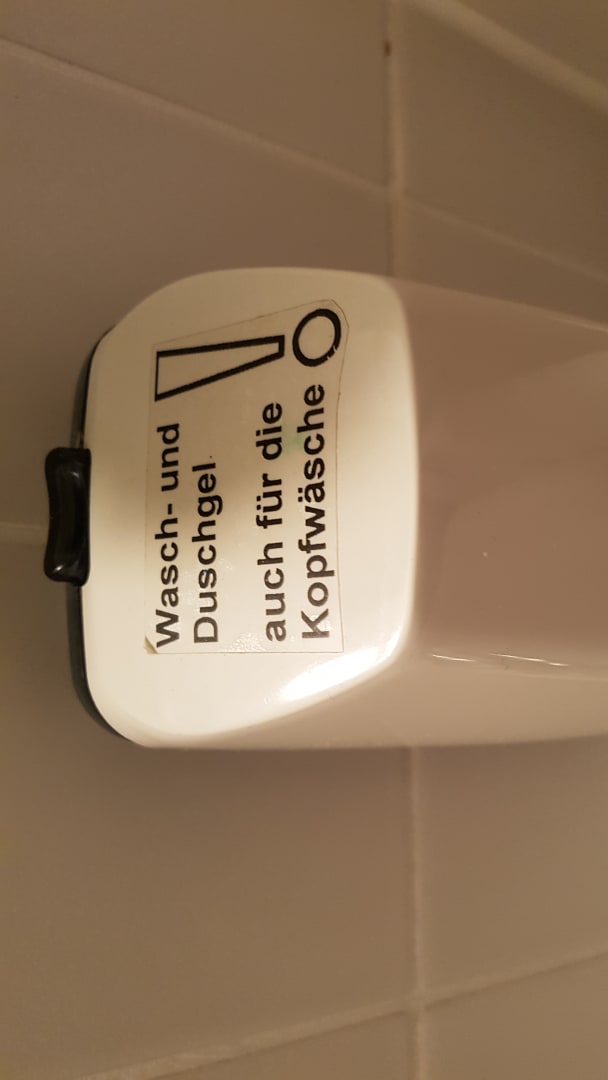 Wasch- und
Duschgel
auch für die
Kopfwäsche